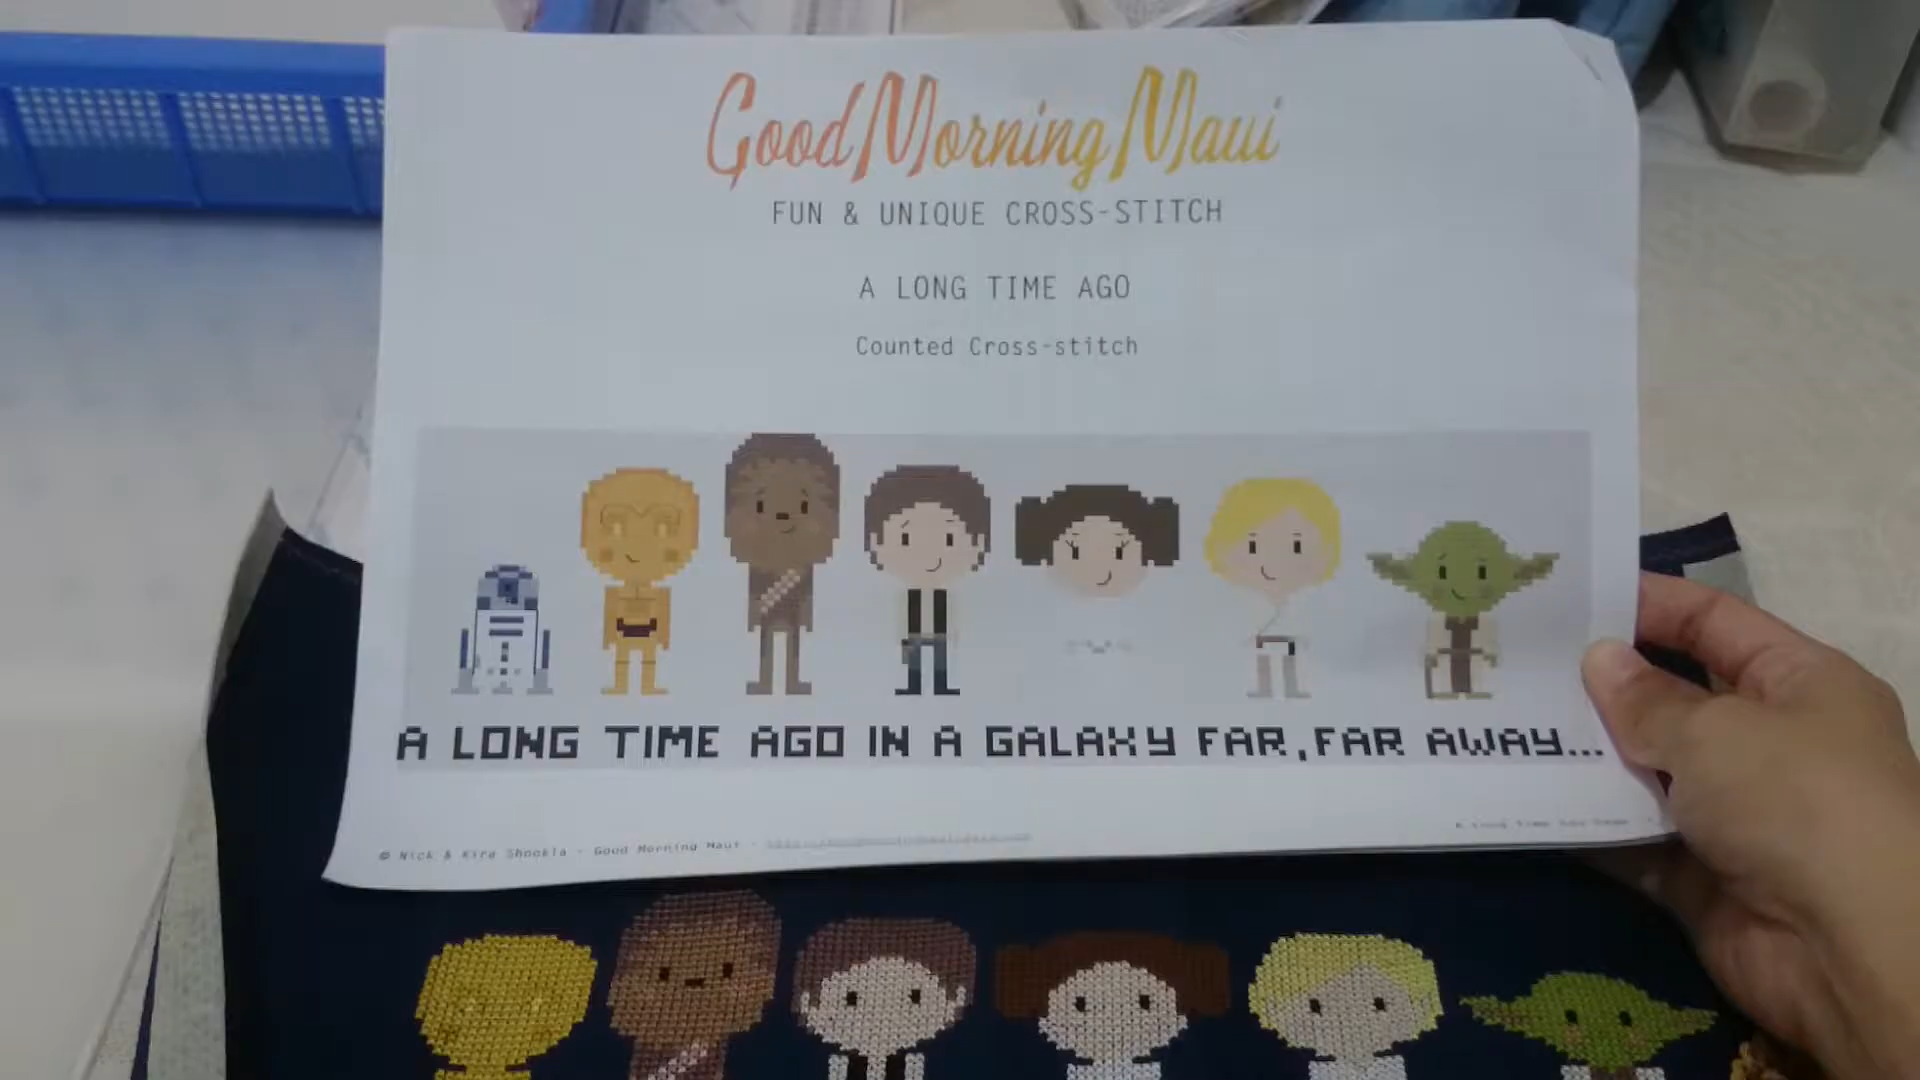 Good Morning Maui
FUN & UNIQUE CROSS-STITCH
A LONG TIME AGO
Counted Cross-stitch
A LONG TIME AGO IN A GALAXY FAR, FAR AWAY...
© Nick & Kira Shookla - Good Morning Maui -